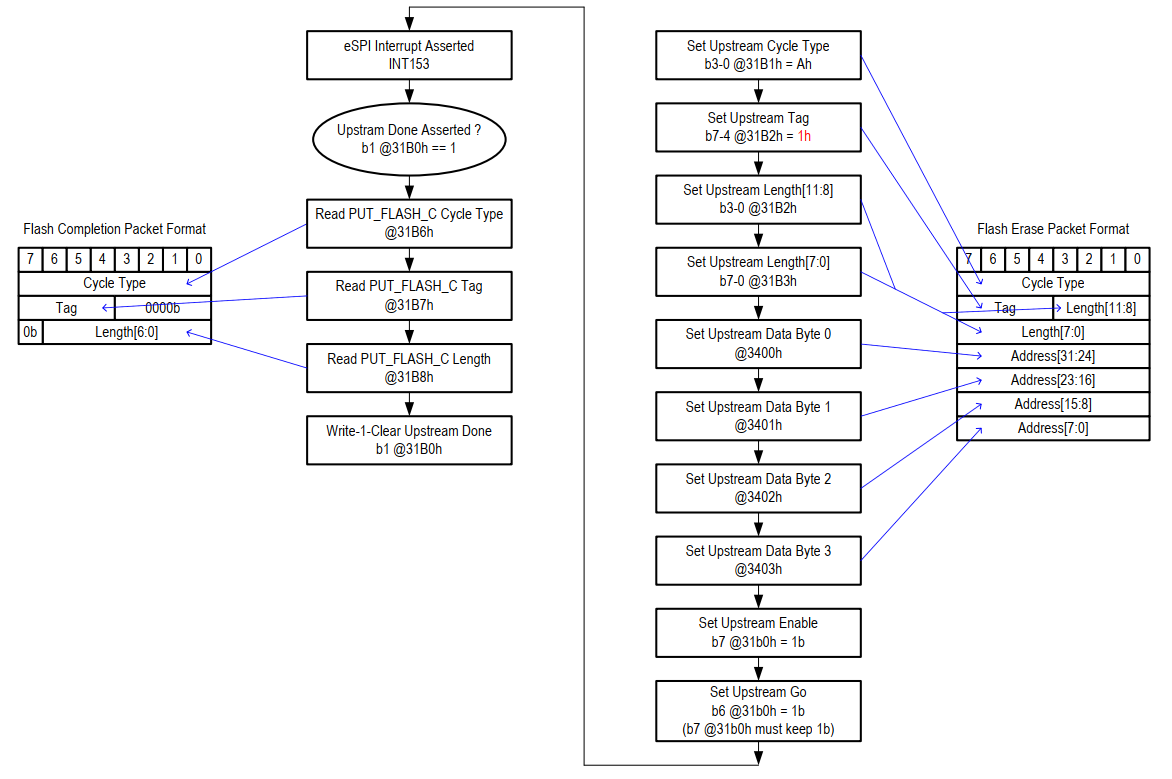 eSPI Interrupt Asserted
INT153
Upstram Done Asserted ?
b1 @31B0h == 1
Read PUT_FLASH_C Cycle Type
@31B6h
Read PUT_FLASH_C Tag
@31B7h
Read PUT_FLASH_C Length
@31B8h
Write-1-Clear Upstream Done
b1 @31B0h
Flash Completion Packet Format
7 6 5 4 3 2 1 0
Cycle Type
Tag 0000b
0b Length[6:0]
Set Upstream Cycle Type
b3-0 @31B1h = Ah
Set Upstream Tag
b7-4 @31B2h = 1h
Set Upstream Length[11:8]
b3-0 @31B2h
Set Upstream Length[7:0]
b7-0 @31B3h
Set Upstream Data Byte 0
@3400h
Set Upstream Data Byte 1
@3401h
Set Upstream Data Byte 2
@3402h
Set Upstream Data Byte 3
@3403h
Set Upstream Enable
b7 @31b0h = 1b
Set Upstream Go
b6 @31b0h = 1b
(b7 @31b0h must keep 1b)
Flash Erase Packet Format
7 6 5 4 3 2 1 0
Cycle Type
Tag Length[11:8]
Length[7:0]
Address[31:24]
Address[23:16]
Address[15:8]
Address[7:0]